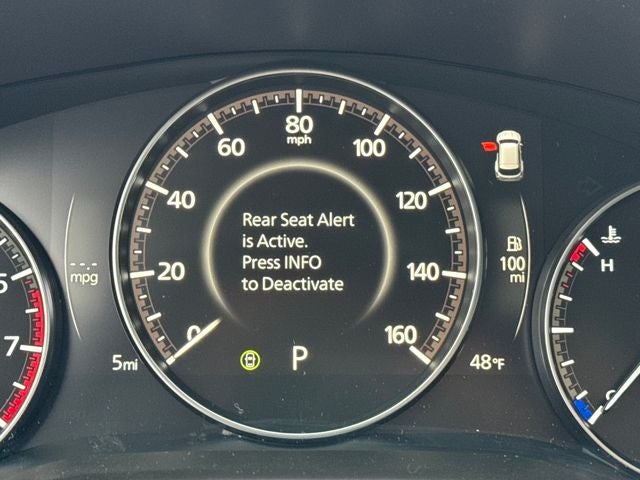 80
mph
60
100
40
120
20
140
0
160
Rear Seat Alert
is Active.
Press INFO
to Deactivate
-.-
mpg
100
mi
5mi
P
48°F
7
H